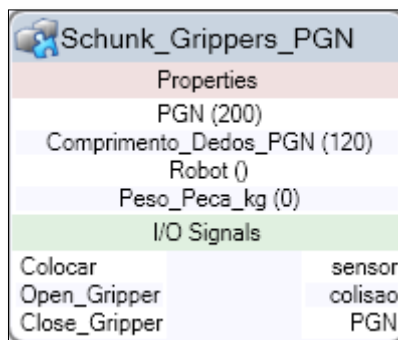 Schunk_Grippers_PGN
Properties
PGN (200)
Comprimento_Dedos_PGN (120)
Robot ()
Peso_Peca_kg (0)
I/O Signals
Colocar sensor
Open_Gripper colisao
Close_Gripper PGN